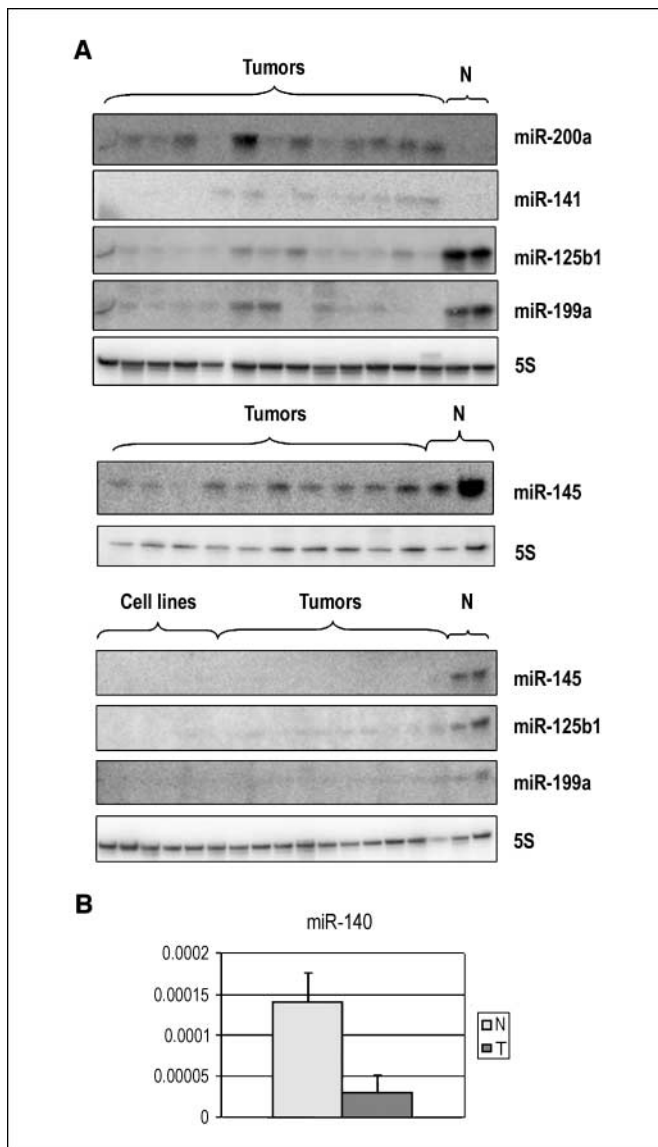 A
Tumors N
miR-200a
miR-141
miR-125b1
miR-199a
5S
Tumors N
miR-145
5S
Cell lines Tumors N
miR-145
miR-125b1
miR-199a
5S
B
miR-140
0.0002
0.00015
0.0001
0.00005
0
N
T